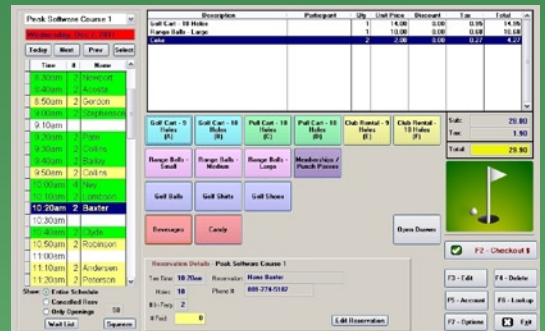 Peak Software Course 1
Wednesday, Dec 7, 2011
Today Next Prev Select
Time # Name
8:30am 2 Newport
8:40am 2 Acosta
8:50am 2 Gordon
9:00am 2 Stephenson
9:10am
9:20am 2 Pate
9:30am 2 Collins
9:40am 2 Bailey
9:50am 2 Collins
10:00am 4 Ney
10:10am 2 Lambson
10:20am 2 Baxter
10:30am
10:40am 2 Clyde
10:50am 2 Robinson
11:00am
11:10am 2 Andersen
11:20am 2 Peterson
Show: Entire Schedule
Cancelled Resv
Only Openings 50
Wait List Squeeze
Description Participant Qty Unit Price Discount Tax Total
Golf Cart - 18 Holes 1 14.00 0.00 0.95 14.95
Range Balls - Large 1 10.00 0.00 0.68 10.68
Coke 2 2.00 0.00 0.27 4.27
Golf Cart - 9 Holes (A)
Golf Cart - 18 Holes (B)
Pull Cart - 18 Holes (C)
Pull Cart - 18 Holes (D)
Club Rental - 9 Holes (E)
Club Rental - 18 Holes (F)
Range Balls - Small
Range Balls - Medium
Range Balls - Large
Memberships / Punch Passes
Golf Balls
Golf Shirts
Golf Shoes
Beverages
Candy
Open Drawer
Sub: 28.00
Tax: 1.90
Total: 29.90
F2 - Checkout $
Reservation Details - Peak Software Course 1
Tee Time 10:20am Reservation Hans Baxter
Holes 18 Phone # 888-774-5187
# In Party: 2
# Paid: 0
Edit Reservation
F3 - Edit
F4 - Delete
F5 - Account
F6 - Lookup
F7 - Options
Exit